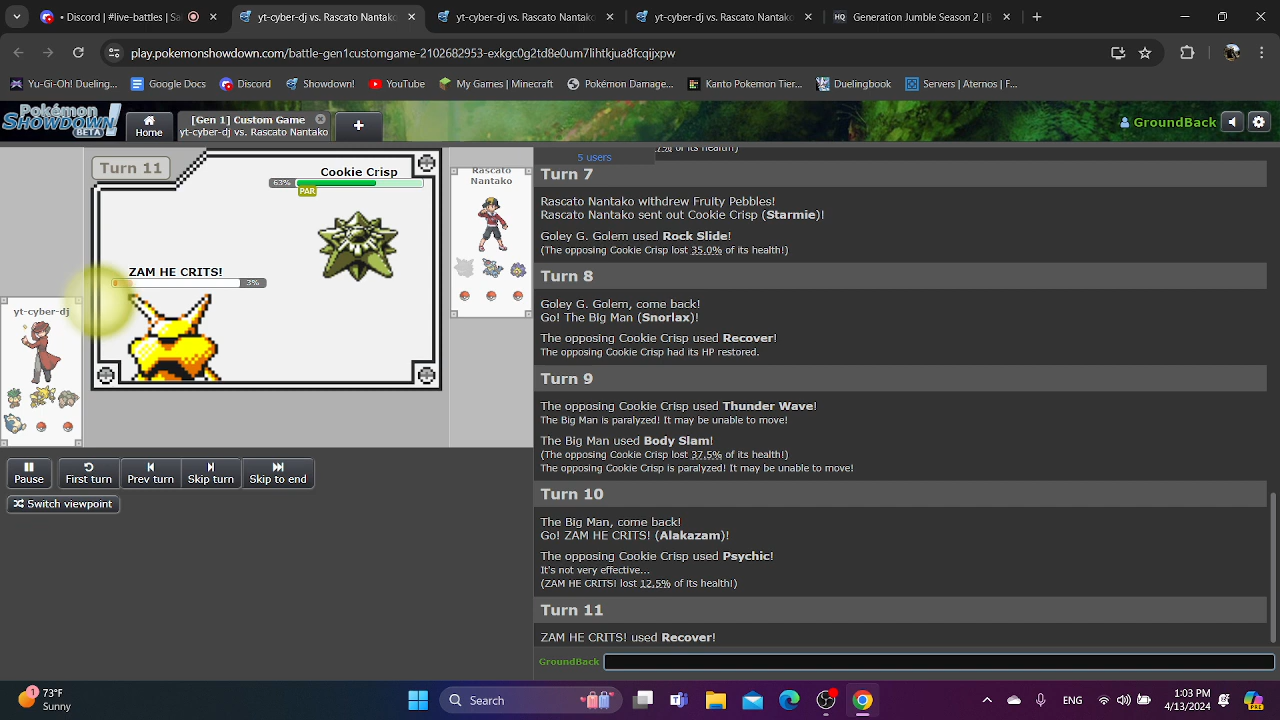 Discord | #live-battles | Sa
yt-cyber-dj vs. Rascato Nantako
yt-cyber-dj vs. Rascato Nantako
yt-cyber-dj vs. Rascato Nantako
HQ Generation Jumble Season 2 | B
play.pokemonshowdown.com/battle-gen1customgame-2102682953-exkgc0g2td8e0um7lihtkjua8fcqijxpw
Yu-Gi-Oh! Dueling...
Google Docs
Discord
Showdown!
YouTube
My Games | Minecraft
Pokémon Damage...
Kanto Pokemon Tier...
Duelingbook
Servers | Aternos | F...
Pokémon
SHOWDOWN!
BETA
Home
[Gen 1] Custom Game
yt-cyber-dj vs. Rascato Nantako
+
GroundBack
5 users
Turn 11
Cookie Crisp
63%
PAR
ZAM HE CRITS!
3%
Rascato
Nantako
yt-cyber-dj
Pause
First turn
Prev turn
Skip turn
Skip to end
Switch viewpoint
Turn 7
Rascato Nantako withdrew Fruity Pebbles!
Rascato Nantako sent out Cookie Crisp (Starmie)!
Goley G. Golem used Rock Slide!
(The opposing Cookie Crisp lost 35.0% of its health!)
Turn 8
Goley G. Golem, come back!
Go! The Big Man (Snorlax)!
The opposing Cookie Crisp used Recover!
The opposing Cookie Crisp had its HP restored.
Turn 9
The opposing Cookie Crisp used Thunder Wave!
The Big Man is paralyzed! It may be unable to move!
The Big Man used Body Slam!
(The opposing Cookie Crisp lost 37.5% of its health!)
The opposing Cookie Crisp is paralyzed! It may be unable to move!
Turn 10
The Big Man, come back!
Go! ZAM HE CRITS! (Alakazam)!
The opposing Cookie Crisp used Psychic!
It's not very effective...
(ZAM HE CRITS! lost 12.5% of its health!)
Turn 11
ZAM HE CRITS! used Recover!
GroundBack
1
73°F
Sunny
Search
ENG
1:03 PM
4/13/2024
PRE